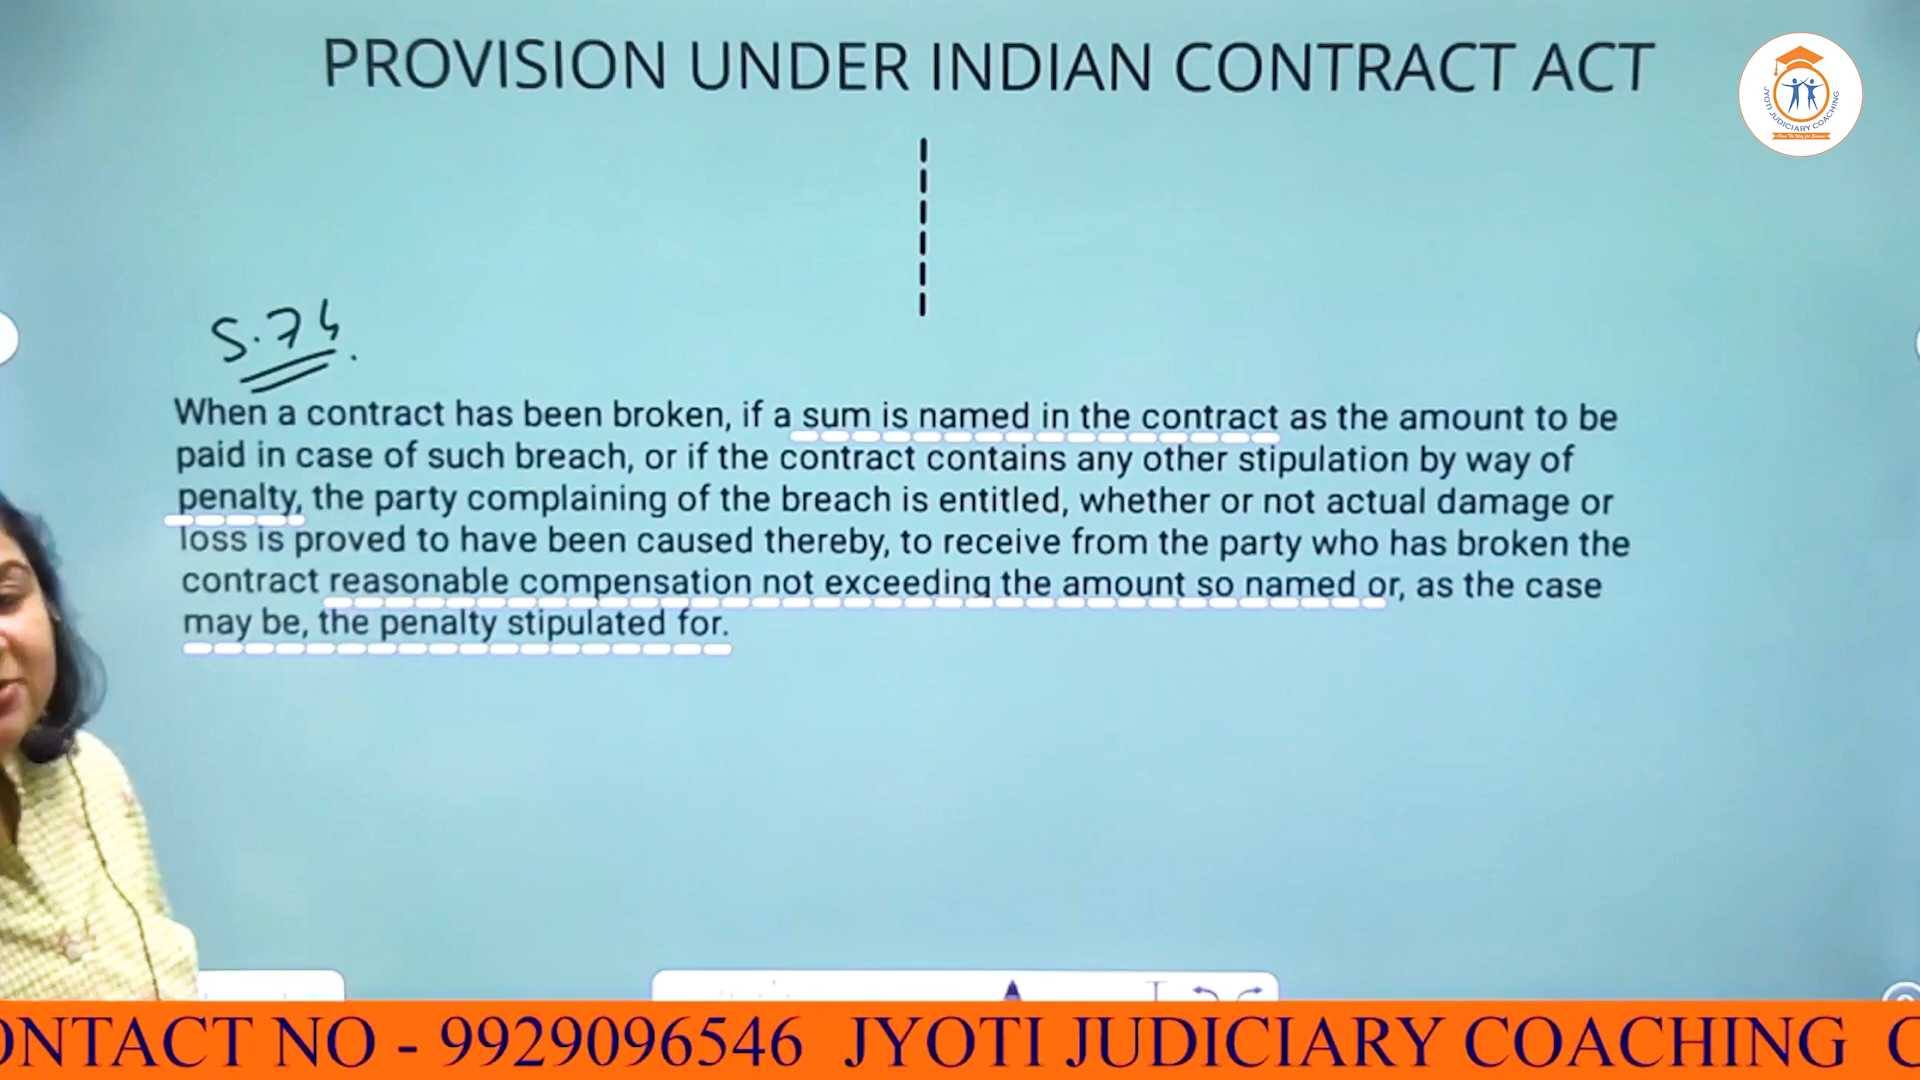 PROVISION UNDER INDIAN CONTRACT ACT
JYOTI JUDICIARY COACHING
S.74
When a contract has been broken, if a sum is named in the contract as the amount to be
paid in case of such breach, or if the contract contains any other stipulation by way of
penalty, the party complaining of the breach is entitled, whether or not actual damage or
loss is proved to have been caused thereby, to receive from the party who has broken the
contract reasonable compensation not exceeding the amount so named or, as the case
may be, the penalty stipulated for.
ONTACT NO - 9929096546 JYOTI JUDICIARY COACHING C